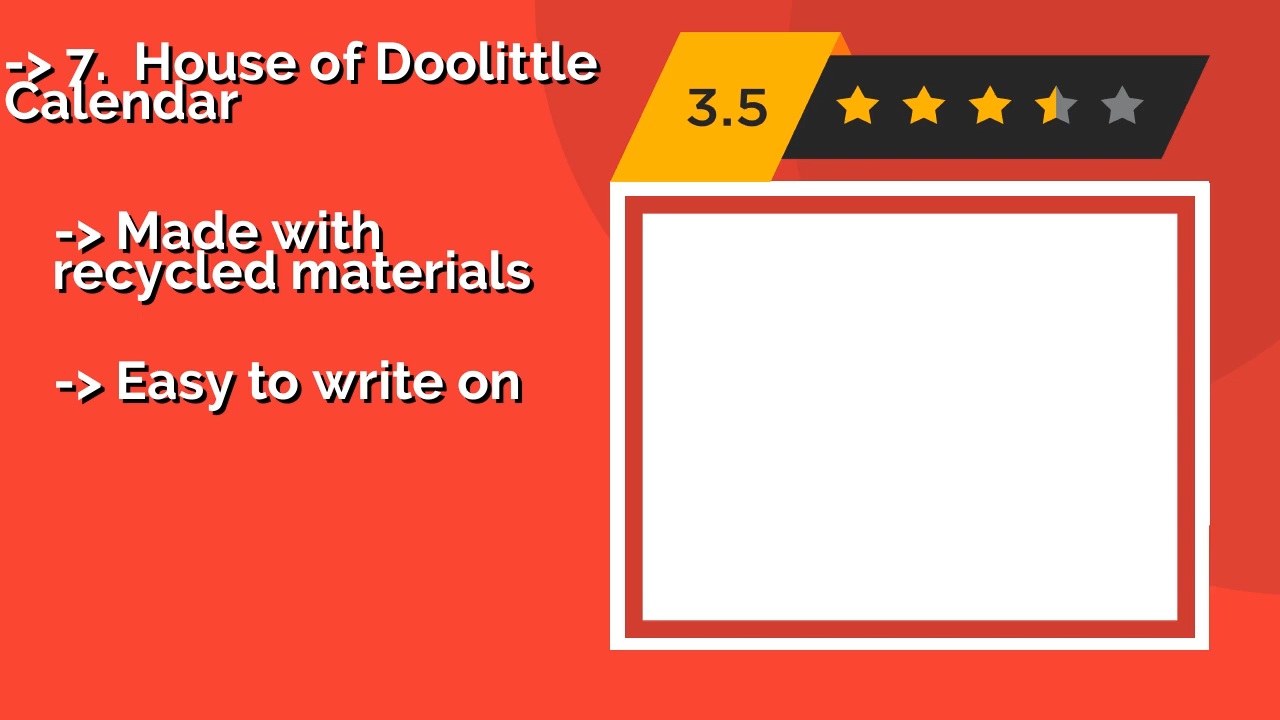 -> 7.  House of Doolittle
Calendar
3.5
-> Made with
recycled materials
-> Easy to write on